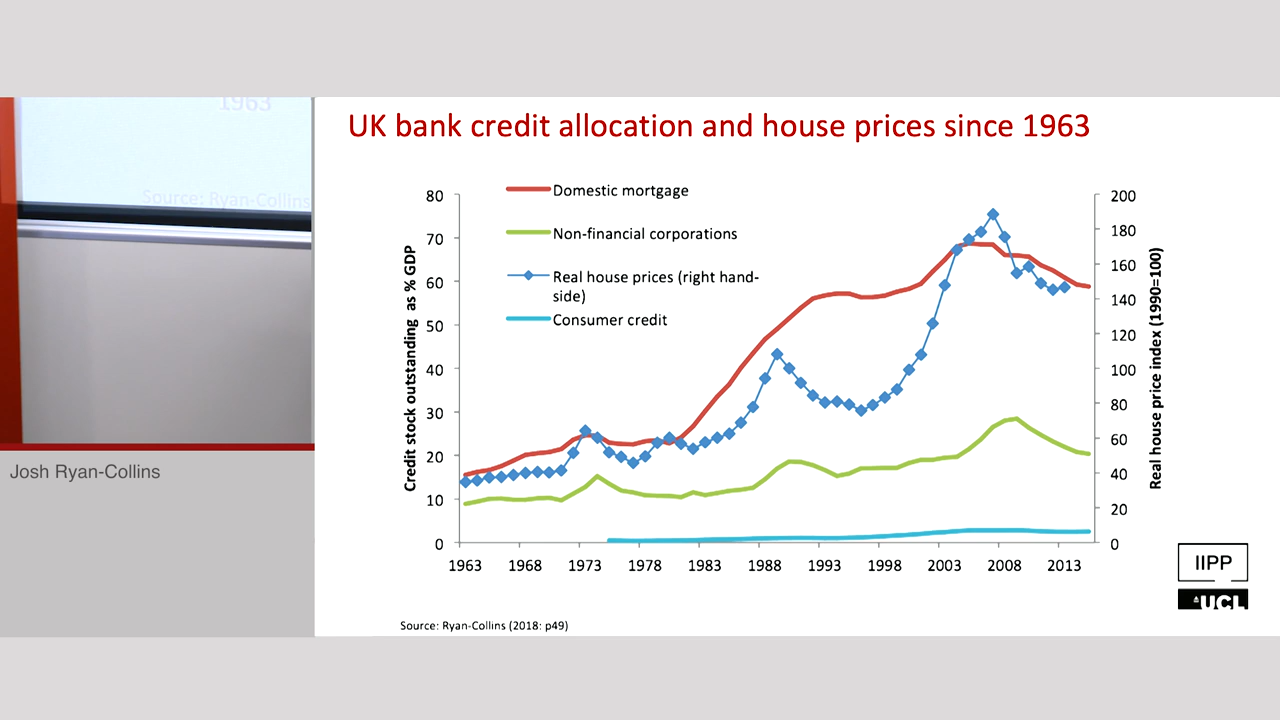 1963
Source: Ryan-Collins
Josh Ryan-Collins
UK bank credit allocation and house prices since 1963
Domestic mortgage
Non-financial corporations
Real house prices (right hand-
side)
Consumer credit
Credit stock outstanding as % GDP
80
70
60
50
40
30
20
10
0
200
180
160
140
120
100
80
60
40
20
0
Real house price index (1990=100)
1963 1968 1973 1978 1983 1988 1993 1998 2003 2008 2013
Source: Ryan-Collins (2018: p49)
IIPP
UCL